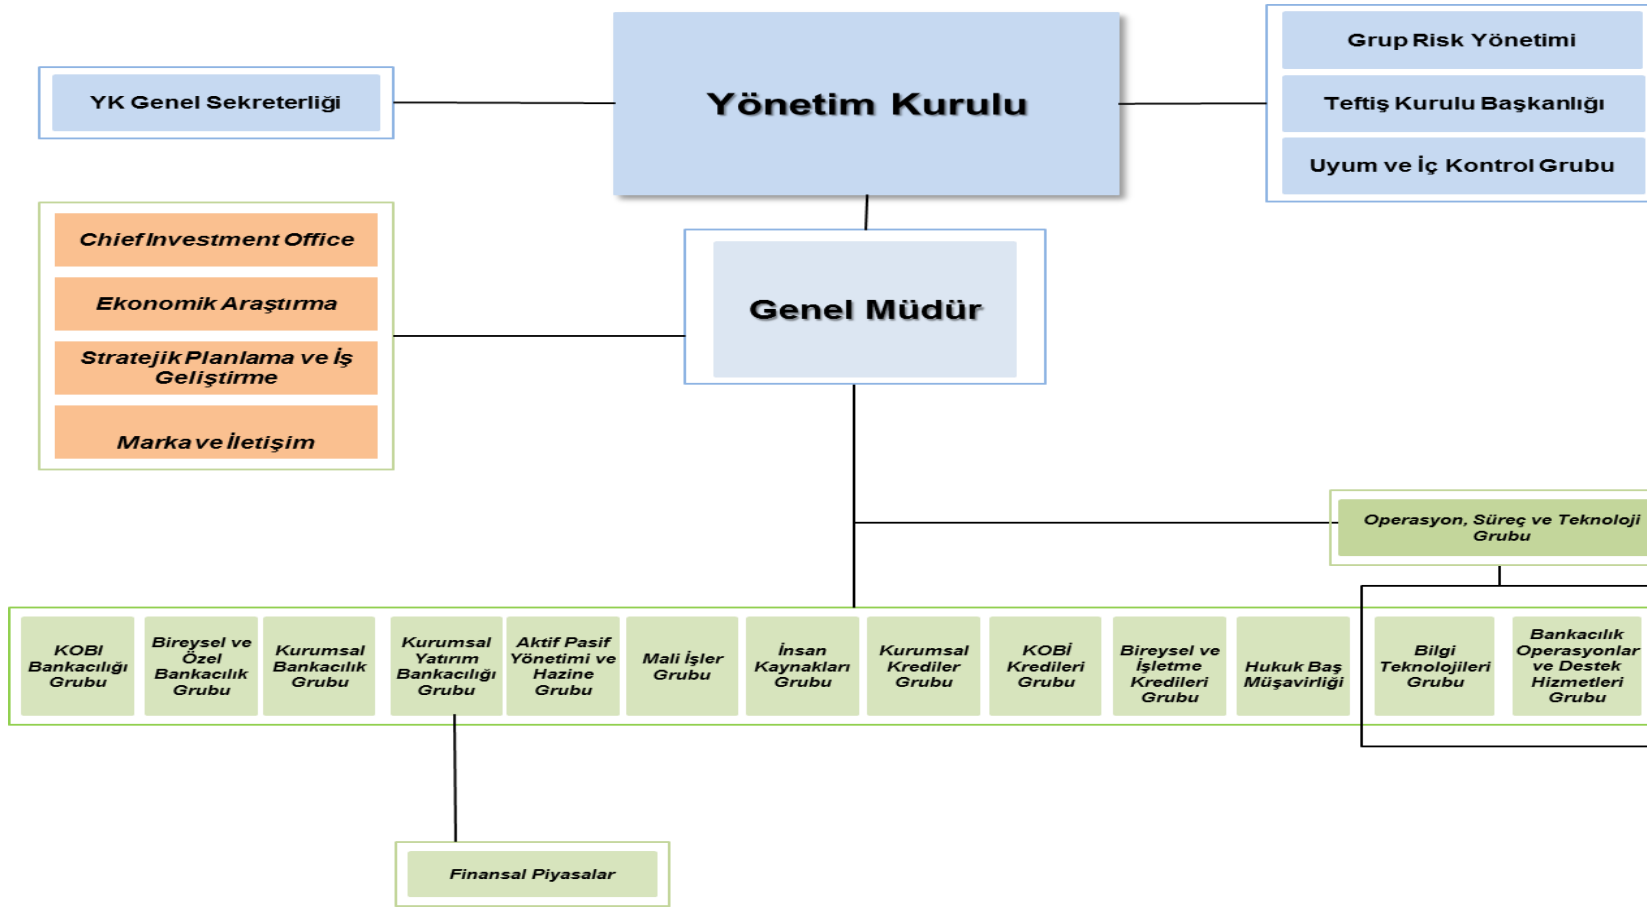 Yönetim Kurulu
YK Genel Sekreterliği
Grup Risk Yönetimi
Teftiş Kurulu Başkanlığı
Uyum ve İç Kontrol Grubu
Chief Investment Office
Ekonomik Araştırma
Stratejik Planlama ve İş
Geliştirme
Marka ve İletişim
Genel Müdür
Operasyon, Süreç ve Teknoloji
Grubu
KOBI
Bankacılığı
Grubu
Bireysel ve
Özel
Bankacılık
Grubu
Kurumsal
Bankacılık
Grubu
Kurumsal
Yatırım
Bankacılığı
Grubu
Aktif Pasif
Yönetimi ve
Hazine
Grubu
Mali İşler
Grubu
İnsan
Kaynakları
Grubu
Kurumsal
Krediler
Grubu
KOBİ
Kredileri
Grubu
Bireysel ve
İşletme
Kredileri
Grubu
Hukuk Baş
Müşavirliği
Bilgi
Teknolojileri
Grubu
Bankacılık
Operasyonlar
ve Destek
Hizmetleri
Grubu
Finansal Piyasalar